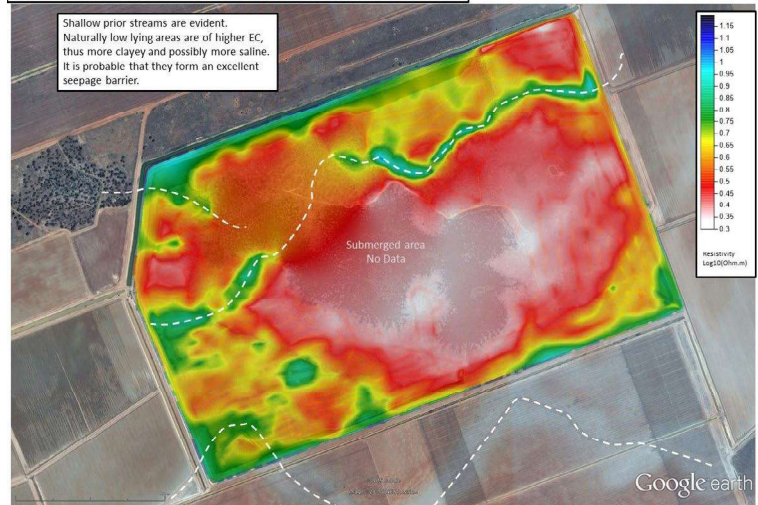 Shallow prior streams are evident.
Naturally low lying areas are of higher EC,
thus more clayey and possibly more saline.
It is probable that they form an excellent
seepage barrier.
1.15
1.1
1.05
1
0.95
0.9
0.85
0.8
0.75
0.7
0.65
0.6
0.55
0.5
0.45
0.4
0.35
0.3
Resistivity
Log10(Ohm.m)
Submerged area
No Data
Google earth